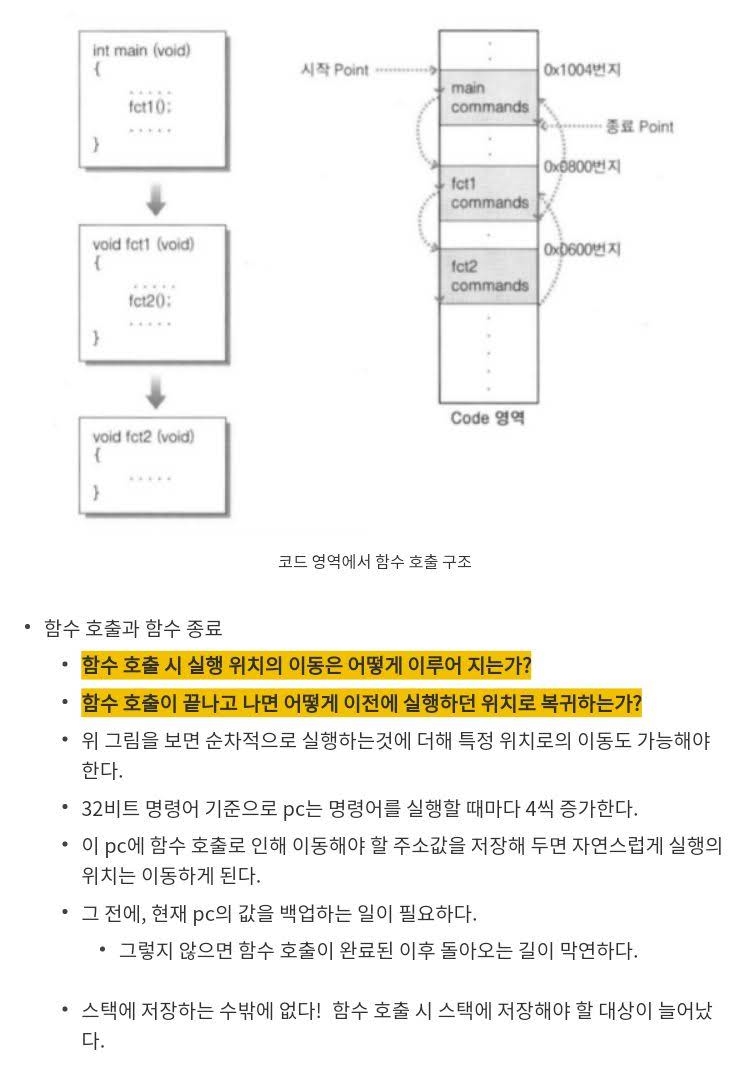 int main (void)
{
.....
fct1();
.....
}
void fct1 (void)
{
.....
fct2();
.....
}
void fct2 (void)
{
.....
}
시작 Point
0x1004번지
main
commands
종료 Point
0x0800번지
fct1
commands
0x0600번지
fct2
commands
Code 영역
코드 영역에서 함수 호출 구조
• 함수 호출과 함수 종료
• 함수 호출 시 실행 위치의 이동은 어떻게 이루어 지는가?
• 함수 호출이 끝나고 나면 어떻게 이전에 실행하던 위치로 복귀하는가?
• 위 그림을 보면 순차적으로 실행하는것에 더해 특정 위치로의 이동도 가능해야
한다.
• 32비트 명령어 기준으로 pc는 명령어를 실행할 때마다 4씩 증가한다.
• 이 pc에 함수 호출로 인해 이동해야 할 주소값을 저장해 두면 자연스럽게 실행의
위치는 이동하게 된다.
• 그 전에, 현재 pc의 값을 백업하는 일이 필요하다.
• 그렇지 않으면 함수 호출이 완료된 이후 돌아오는 길이 막연하다.
• 스택에 저장하는 수밖에 없다! 함수 호출 시 스택에 저장해야 할 대상이 늘어났
다.